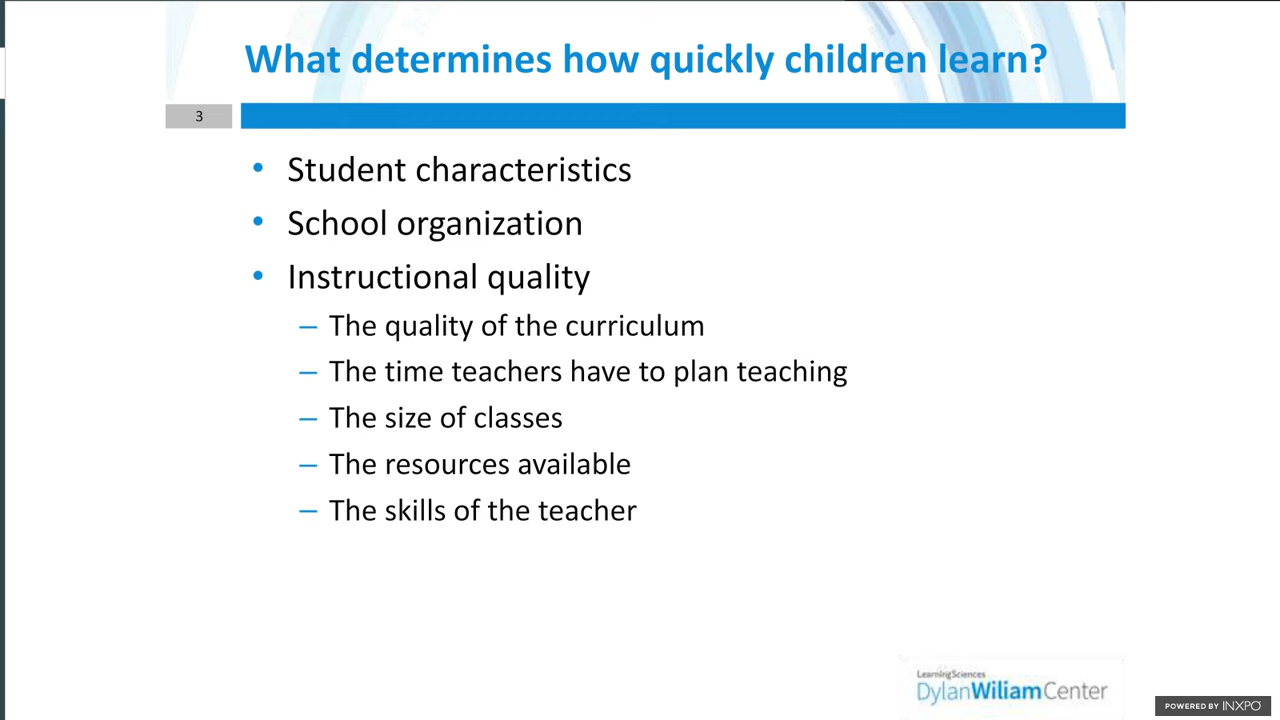 What determines how quickly children learn?
3
• Student characteristics
• School organization
• Instructional quality
– The quality of the curriculum
– The time teachers have to plan teaching
– The size of classes
– The resources available
– The skills of the teacher
LearningSciences
DylanWiliamCenter
POWERED BY INXPO